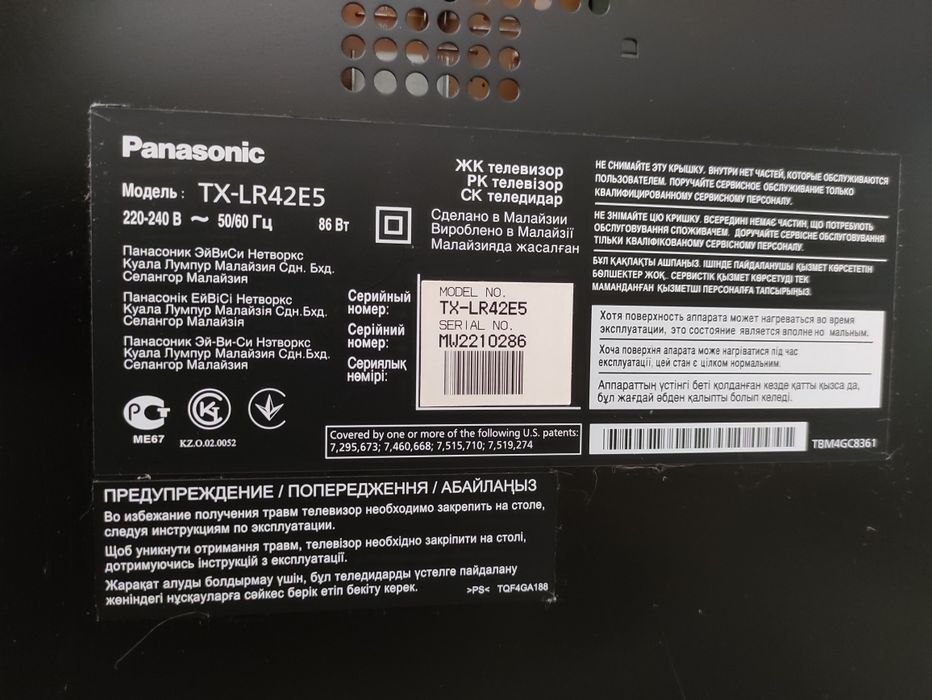 Panasonic
Модель : TX-LR42E5
220-240 В ~ 50/60 Гц 86 Вт
Панасоник ЭйВиСи Нетворкс
Куала Лумпур Малайзия Сдн. Бхд.
Селангор Малайзия
Панасонік ЕйВіСі Нетворкс
Куала Лумпур Малайзія Сдн.Бхд.
Селангор Малайзія
Панасоник Эй-Ви-Си Нэтворкс
Куала Лумпур Малайзия Сдн.Бхд.
Селангор Малайзия
РСТ
ME67
KZ.O.02.0052
ЖК телевизор
РК телевізор
СК теледидар
Сделано в Малайзии
Вироблено в Малайзії
Малайзияда жасалған
Серийный
номер:
Серійний
номер:
Сериялық
нөмірі:
MODEL NO.
TX-LR42E5
SERIAL NO.
MW2210286
Covered by one or more of the following U.S. patents:
7,295,673; 7,460,668; 7,515,710; 7,519,274
НЕ СНИМАЙТЕ ЭТУ КРЫШКУ. ВНУТРИ НЕТ ЧАСТЕЙ, КОТОРЫЕ ОБСЛУЖИВАЮТСЯ
ПОЛЬЗОВАТЕЛЕМ. ПОРУЧАЙТЕ СЕРВИСНОЕ ОБСЛУЖИВАНИЕ ТОЛЬКО
КВАЛИФИЦИРОВАННОМУ СЕРВИСНОМУ ПЕРСОНАЛУ.
НЕ ЗНІМАЙТЕ ЦЮ КРИШКУ. ВСЕРЕДИНІ НЕМАЄ ЧАСТИН, ЩО ПОТРЕБУЮТЬ
ОБСЛУГОВУВАННЯ СПОЖИВАЧЕМ. ДОРУЧАЙТЕ СЕРВІСНЕ ОБСЛУГОВУВАННЯ
ТІЛЬКИ КВАЛІФІКОВАНОМУ СЕРВІСНОМУ ПЕРСОНАЛУ.
БҰЛ ҚАҚПАҚТЫ АШПАҢЫЗ. ІШІНДЕ ПАЙДАЛАНУШЫ ҚЫЗМЕТ КӨРСЕТЕТІН
БӨЛШЕКТЕР ЖОҚ. СЕРВИСТІК ҚЫЗМЕТ КӨРСЕТУДІ ТЕК
МАМАНДАНҒАН ҚЫЗМЕТШІ ПЕРСОНАЛҒА ТАПСЫРЫҢЫЗ.
Хотя поверхность аппарата может нагреваться во время
эксплуатации, это состояние является вполне но мальным.
Хоча поверхня апарата може нагріватися під час
експлуатації, цей стан є цілком нормальним.
Аппараттың үстіңгі беті қолданған кезде қатты қызса да,
бұл жағдай әбден қалыпты болып келеді.
TBM4GC8361
ПРЕДУПРЕЖДЕНИЕ / ПОПЕРЕДЖЕННЯ / АБАЙЛАҢЫЗ
Во избежание получения травм телевизор необходимо закрепить на столе,
следуя инструкциям по эксплуатации.
Щоб уникнути отримання травм, телевізор необхідно закріпити на столі,
дотримуючись інструкцій з експлуатації.
Жарақат алуды болдырмау үшін, бұл теледидарды үстелге пайдалану
жөніндегі нұсқауларға сәйкес берік етіп бекіту керек.
>PS< TQF4GA188